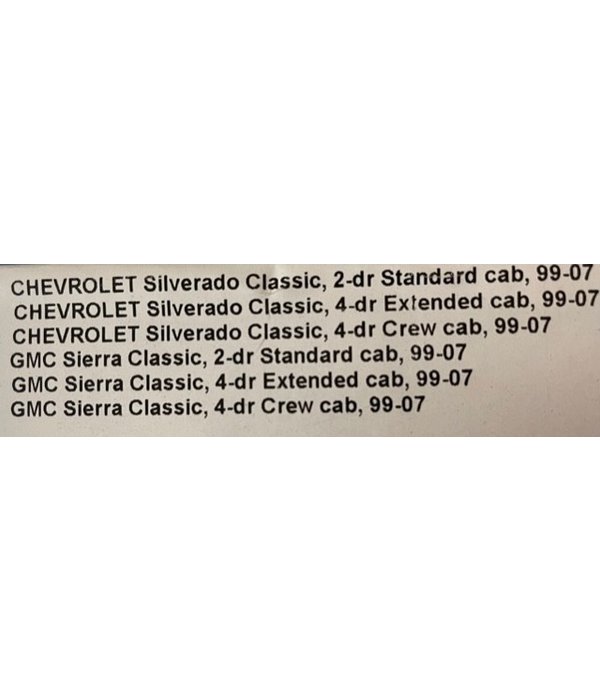 CHEVROLET Silverado Classic, 2-dr Standard cab, 99-07
CHEVROLET Silverado Classic, 4-dr Extended cab, 99-07
CHEVROLET Silverado Classic, 4-dr Crew cab, 99-07
GMC Sierra Classic, 2-dr Standard cab, 99-07
GMC Sierra Classic, 4-dr Extended cab, 99-07
GMC Sierra Classic, 4-dr Crew cab, 99-07